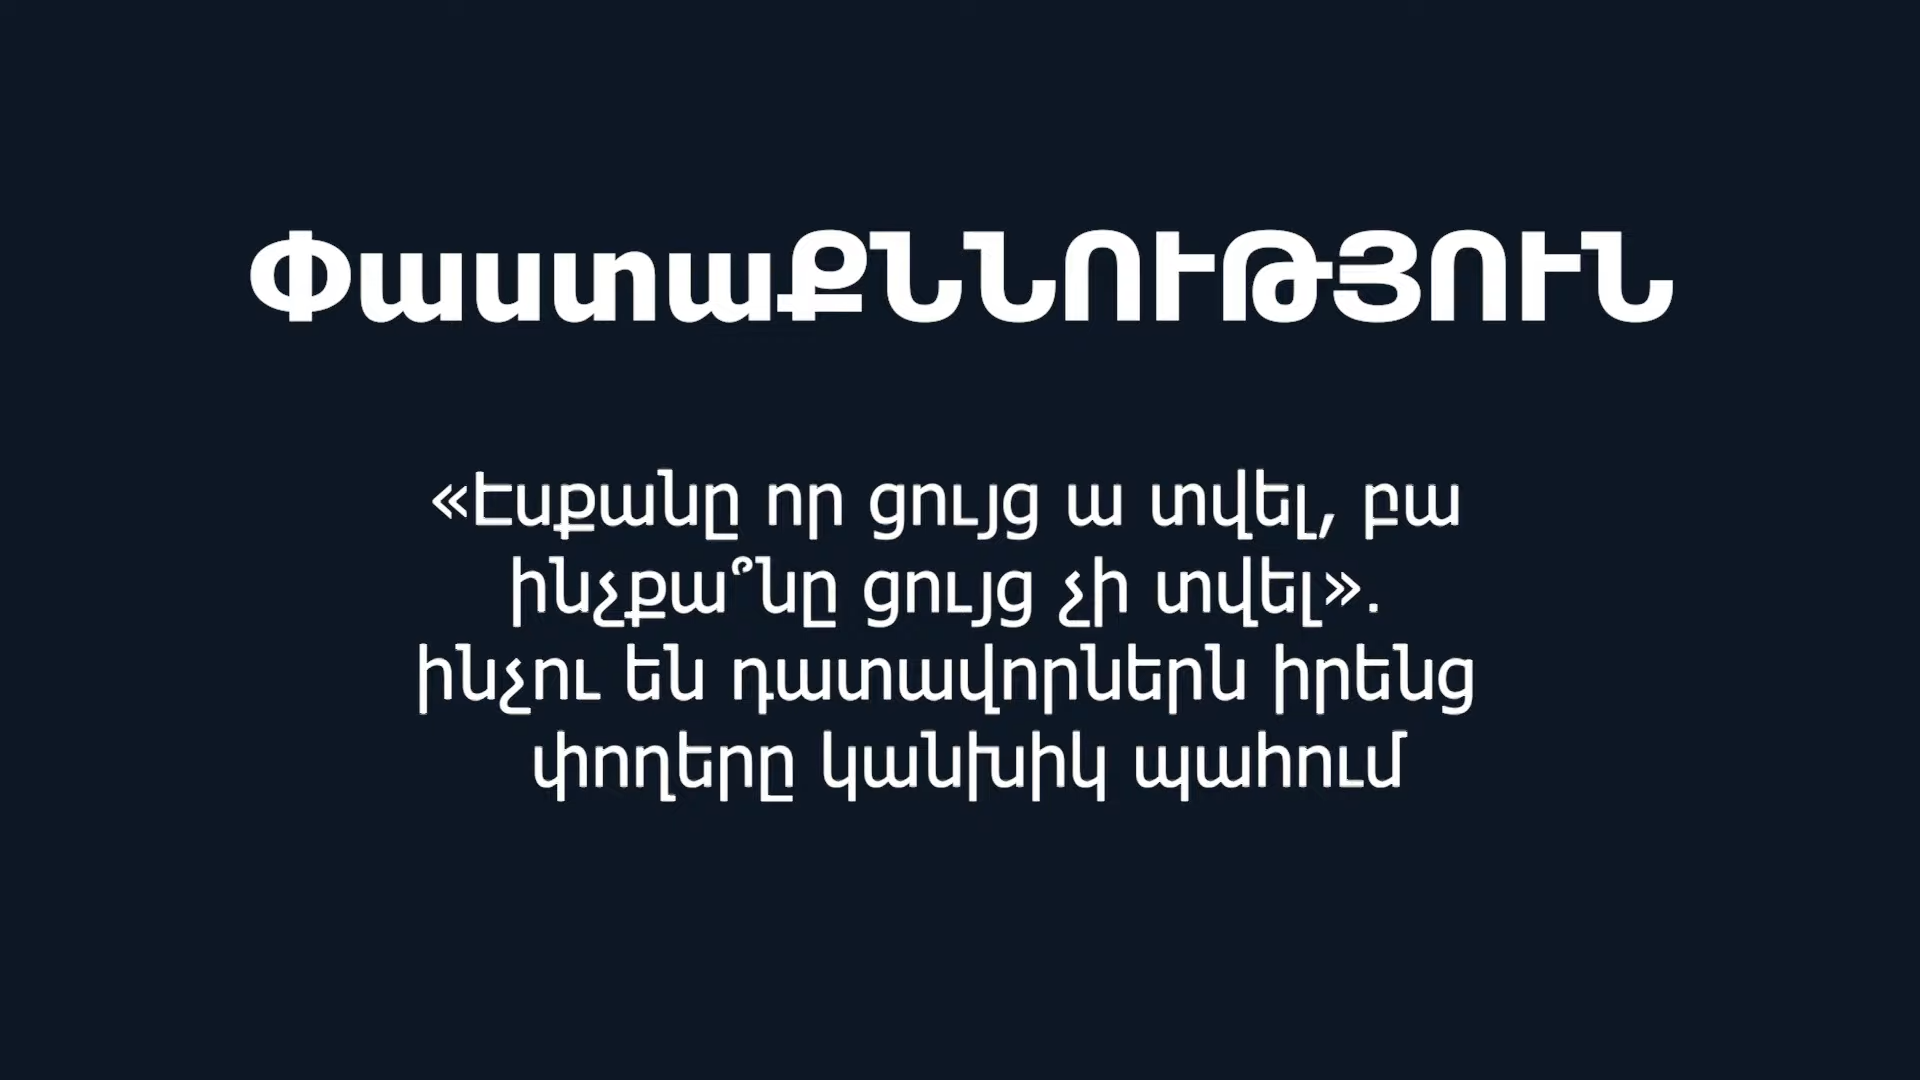 ՓաստաՔՆՆՈՒԹՅՈՒՆ
«Էսքանը որ ցույց ա տվել, բա
ինչքա՞նը ցույց չի տվել».
ինչու են դատավորներն իրենց
փողերը կանխիկ պահում